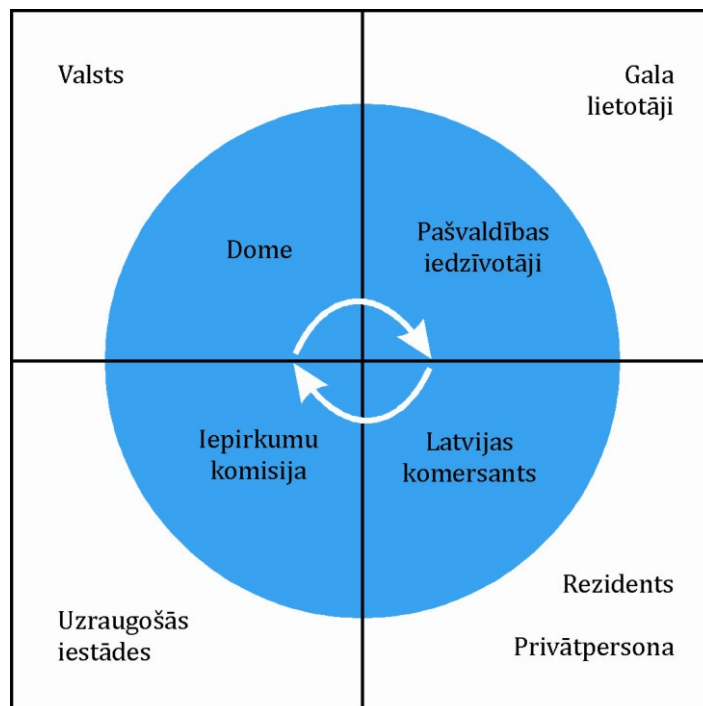 Valsts
Gala
lietotāji
Dome
Pašvaldības
iedzīvotāji
Iepirkumu
komisija
Latvijas
komersants
Uzraugošās
iestādes
Rezidents
Privātpersona